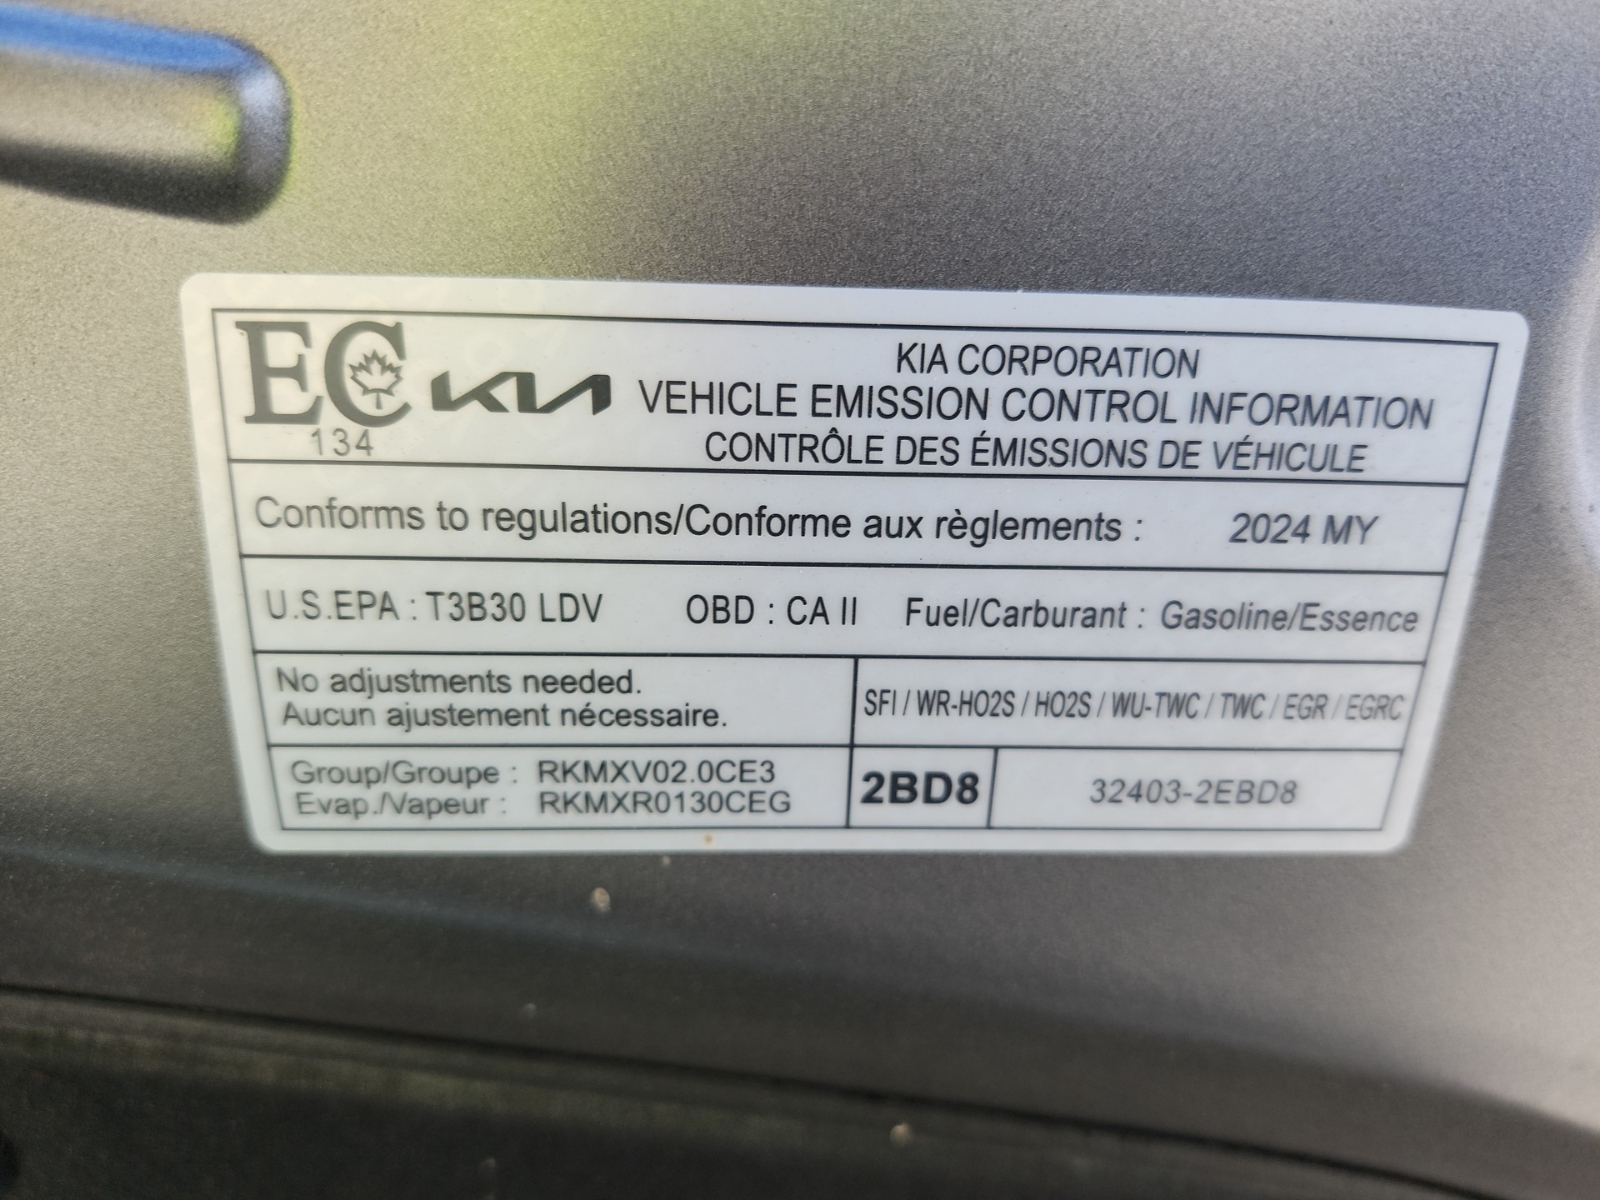 EC KIA
134
KIA CORPORATION
VEHICLE EMISSION CONTROL INFORMATION
CONTRÔLE DES ÉMISSIONS DE VÉHICULE
Conforms to regulations/Conforme aux règlements : 2024 MY
U.S.EPA : T3B30 LDV OBD : CA II Fuel/Carburant : Gasoline/Essence
No adjustments needed.
Aucun ajustement nécessaire.
SFI / WR-HO2S / HO2S / WU-TWC / TWC / EGR / EGRC
Group/Groupe : RKMXV02.0CE3
Evap./Vapeur : RKMXR0130CEG
2BD8
32403-2EBD8